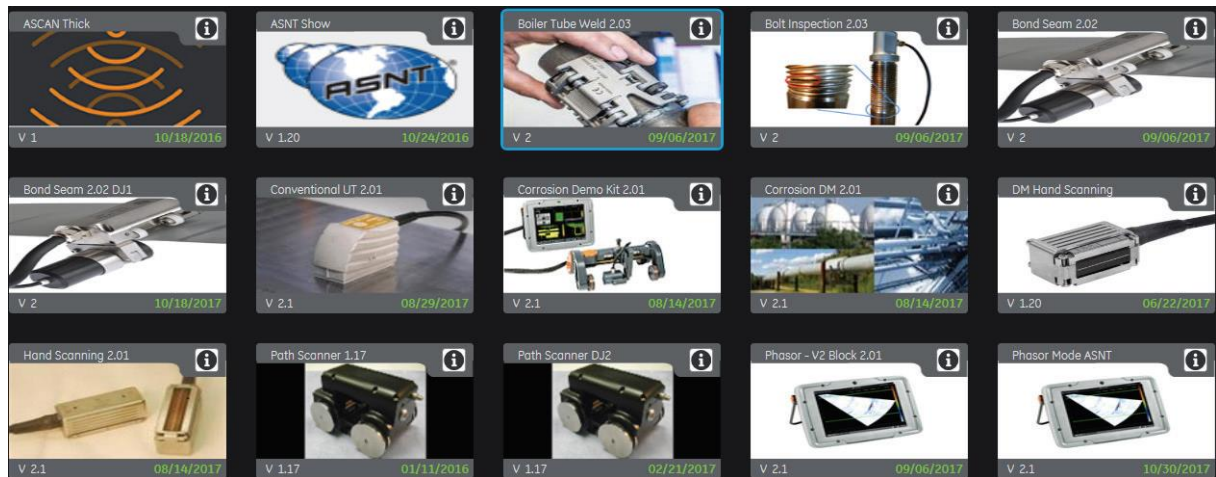 ASCAN Thick
V 1 10/18/2016
ASNT Show
ASNT
V 1.20 10/24/2016
Boiler Tube Weld 2.03
V 2 09/06/2017
Bolt Inspection 2.03
V 2 09/06/2017
Bond Seam 2.02
V 2 09/06/2017
Bond Seam 2.02 DJ1
V 2 10/18/2017
Conventional UT 2.01
V 2.1 08/29/2017
Corrosion Demo Kit 2.01
V 2.1 08/14/2017
Corrosion DM 2.01
V 2.1 08/14/2017
DM Hand Scanning
V 1.20 06/22/2017
Hand Scanning 2.01
V 2.1 08/14/2017
Path Scanner 1.17
V 1.17 01/11/2016
Path Scanner DJ2
V 1.17 02/21/2017
Phasor - V2 Block 2.01
V 2.1 09/06/2017
Phasor Mode ASNT
V 2.1 10/30/2017